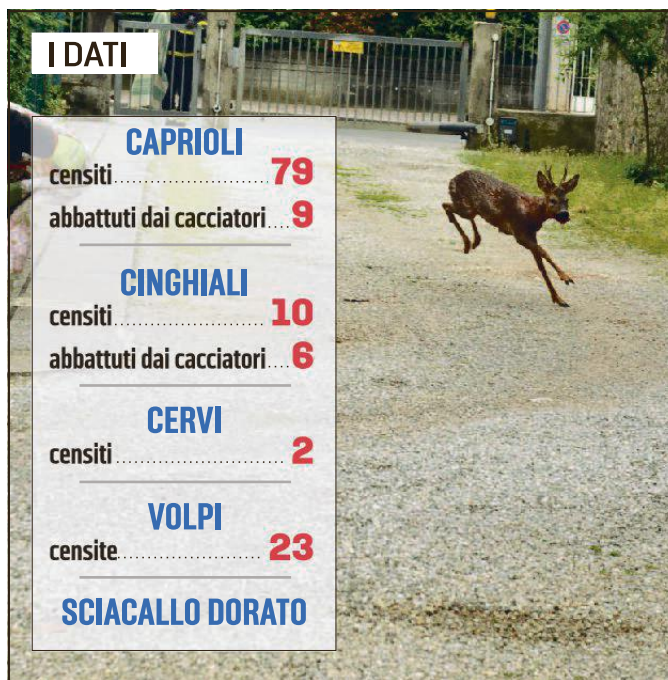 I DATI
CAPRIOLI
censiti 79
abbattuti dai cacciatori 9
CINGHIALI
censiti 10
abbattuti dai cacciatori 6
CERVI
censiti 2
VOLPI
censite 23
SCIACALLO DORATO